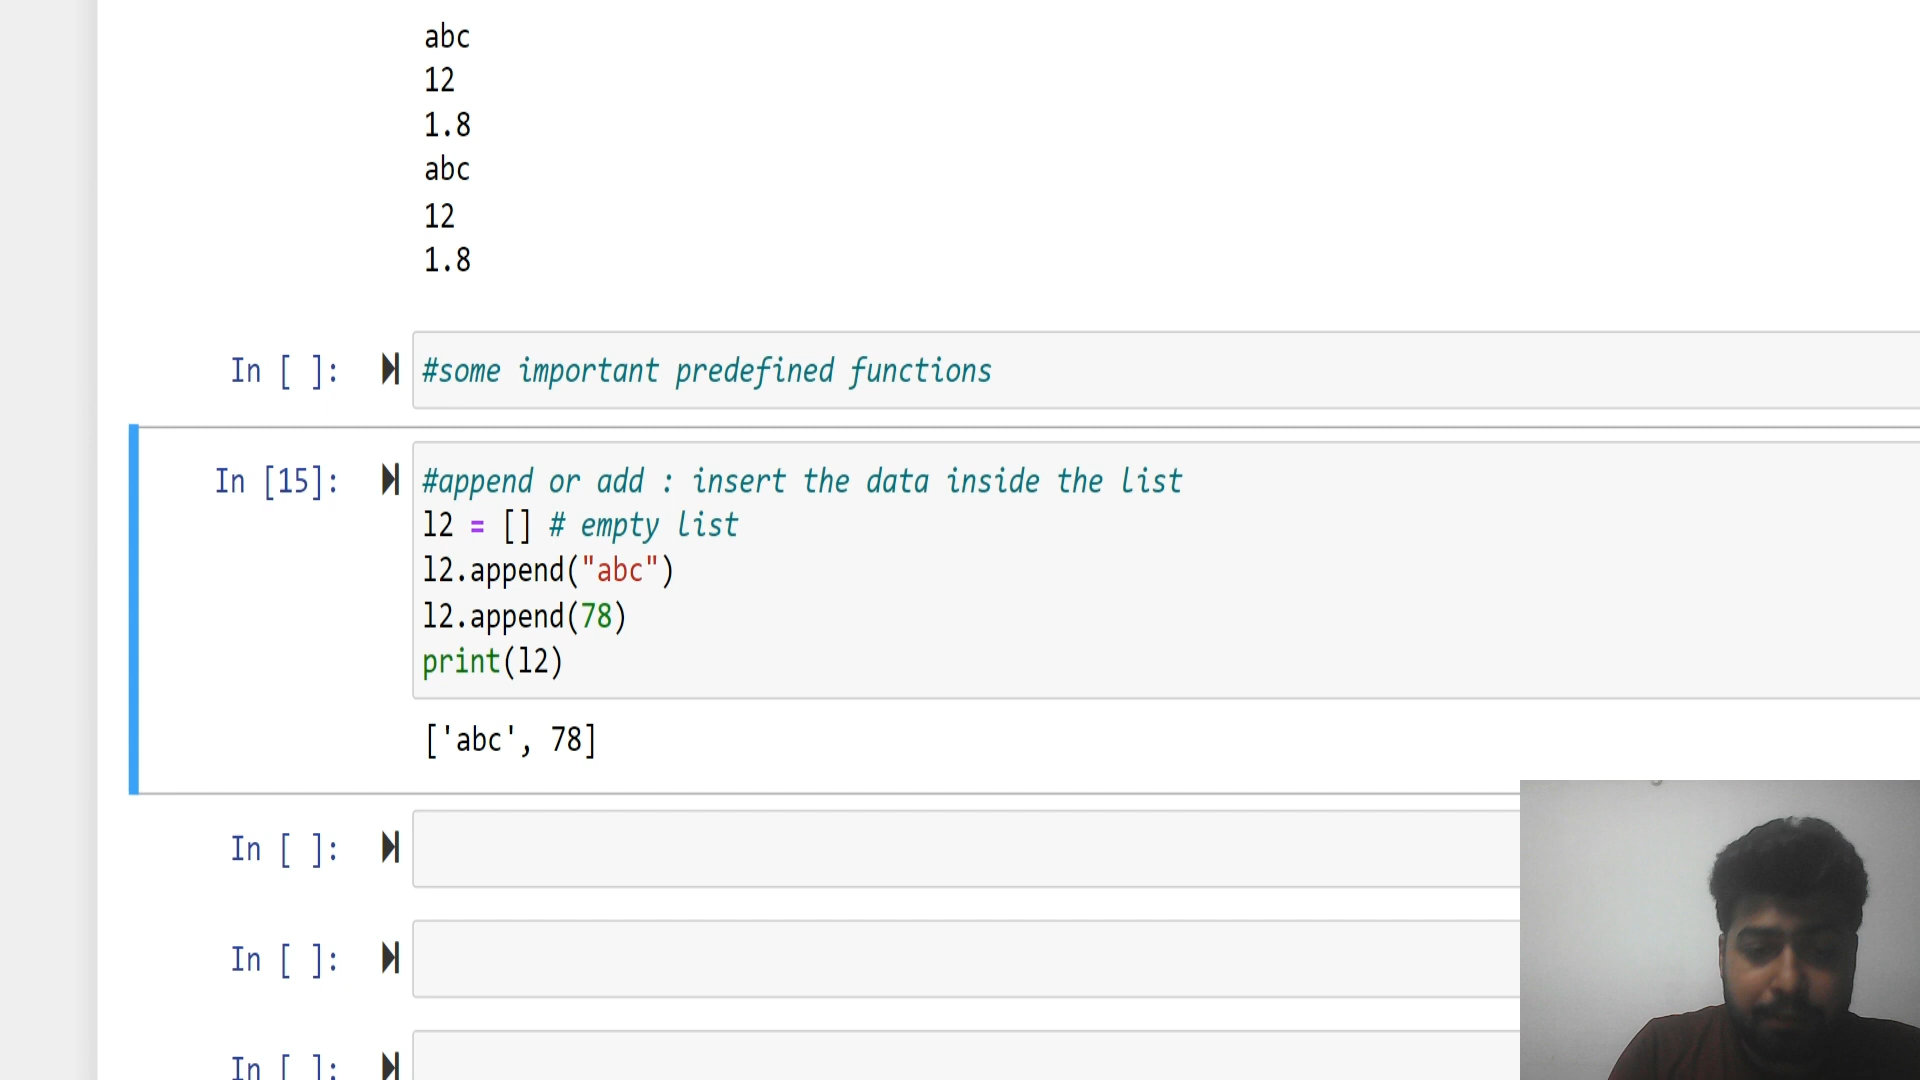 abc
12
1.8
abc
12
1.8
In [ ]: #some important predefined functions
In [15]: #append or add : insert the data inside the list
l2 = [] # empty list
l2.append("abc")
l2.append(78)
print(l2)
['abc', 78]
In [ ]:
In [ ]:
In [ ]: